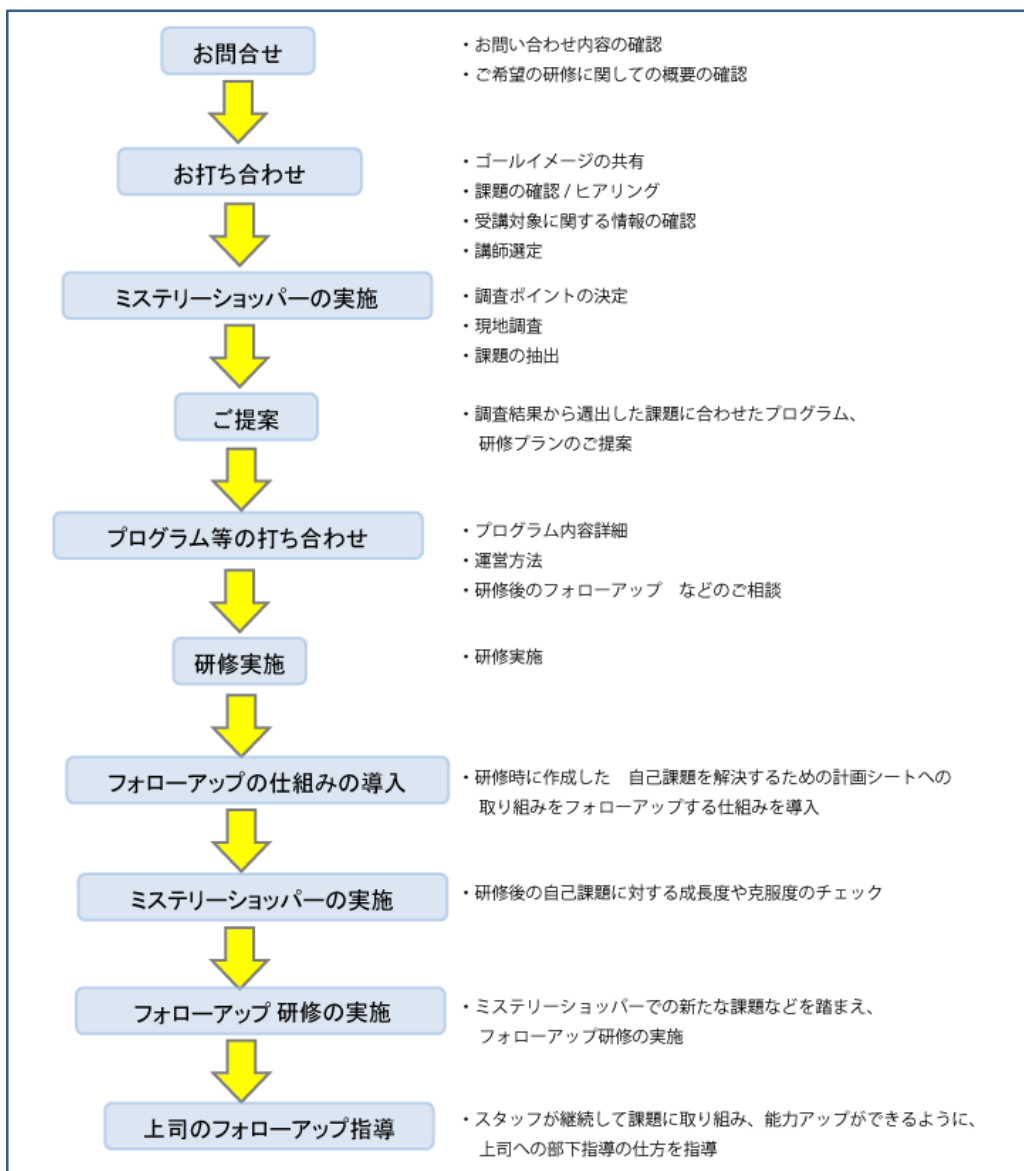 お問合せ
・お問い合わせ内容の確認
・ご希望の研修に関しての概要の確認
お打ち合わせ
・ゴールイメージの共有
・課題の確認 / ヒアリング
・受講対象に関する情報の確認
・講師選定
ミステリーショッパーの実施
・調査ポイントの決定
・現地調査
・課題の抽出
ご提案
・調査結果から週出した課題に合わせたプログラム、
研修プランのご提案
プログラム等の打ち合わせ
・プログラム内容詳細
・運営方法
・研修後のフォローアップ　などのご相談
研修実施
・研修実施
フォローアップの仕組みの導入
・研修時に作成した　自己課題を解決するための計画シートへの
取り組みをフォローアップする仕組みを導入
ミステリーショッパーの実施
・研修後の自己課題に対する成長度や克服度のチェック
フォローアップ 研修の実施
・ミステリーショッパーでの新たな課題などを踏まえ、
フォローアップ研修の実施
上司のフォローアップ指導
・スタッフが継続して課題に取り組み、能力アップができるように、
上司への部下指導の仕方を指導